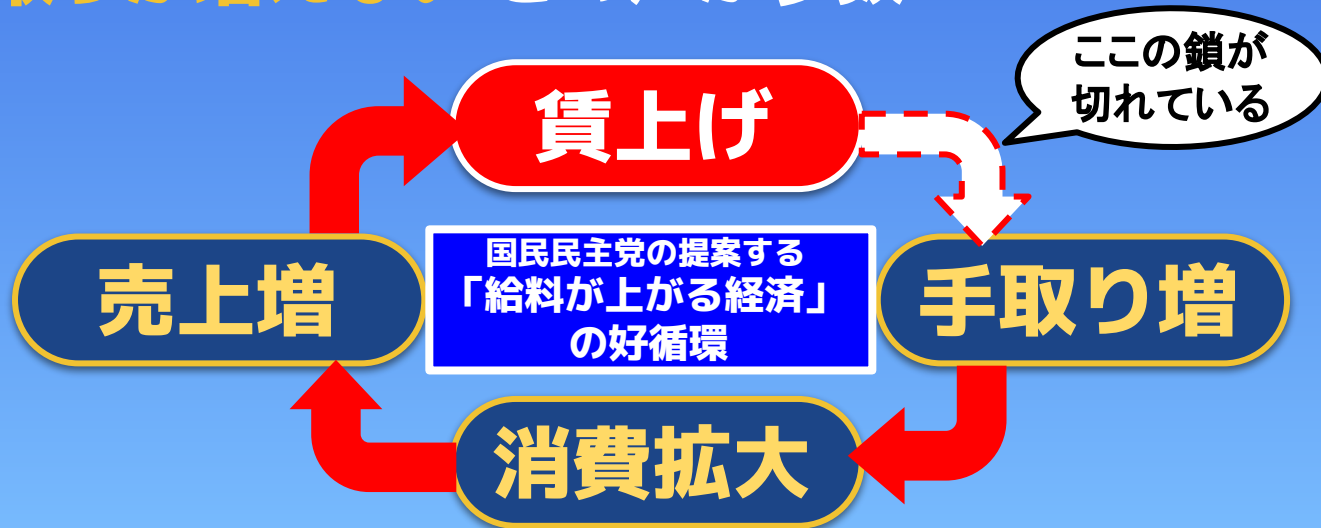 ここの鎖が
切れている
賃上げ
売上増
国民民主党の提案する
「給料が上がる経済」
の好循環
手取り増
消費拡大